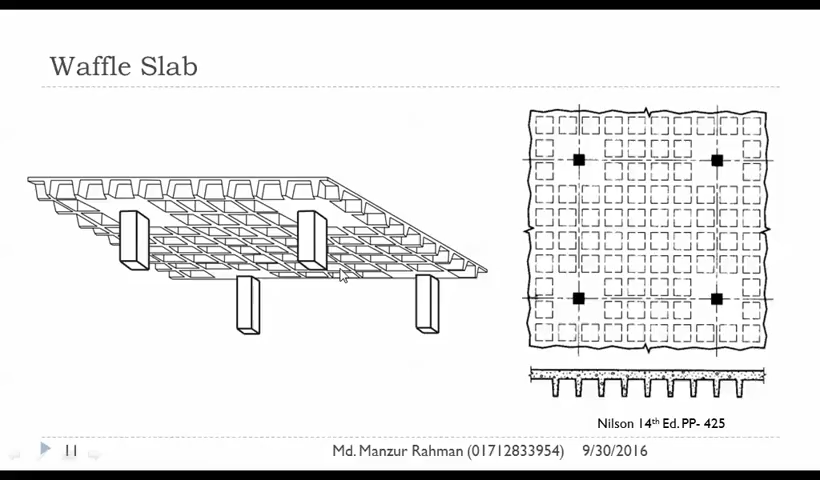 Waffle Slab
Nilson 14th Ed. PP- 425
11
Md. Manzur Rahman (01712833954)
9/30/2016